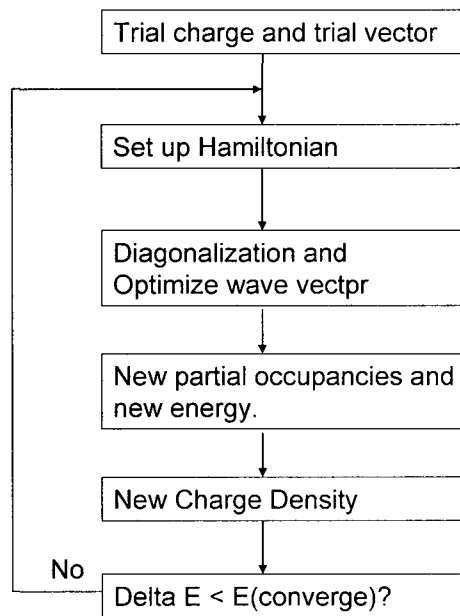 Trial charge and trial vector
Set up Hamiltonian
Diagonalization and
Optimize wave vectpr
New partial occupancies and
new energy.
New Charge Density
No
Delta E < E(converge)?